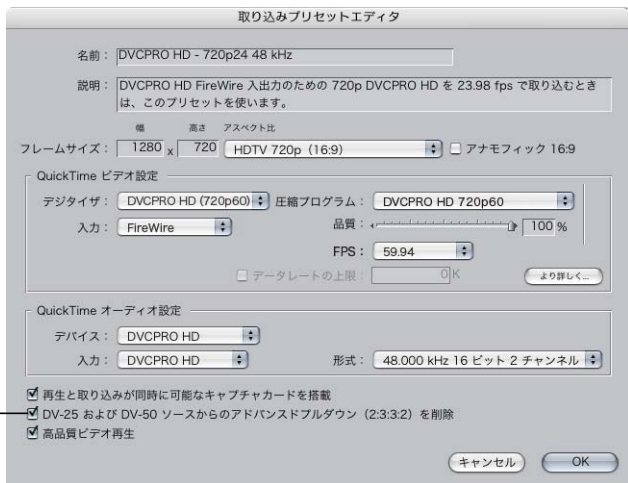 取り込みプリセットエディタ
名前： DVCPRO HD - 720p24 48 kHz
説明： DVCPRO HD FireWire 入出力のための 720p DVCPRO HD を 23.98 fps で取り込むとき
は、このプリセットを使います。
幅 高さ アスペクト比
フレームサイズ： 1280 x 720 HDTV 720p（16:9） アナモフィック 16:9
QuickTime ビデオ設定
デジタイザ： DVCPRO HD (720p60) 圧縮プログラム： DVCPRO HD 720p60
入力： FireWire 品質： 100 %
FPS： 59.94
データレートの上限： 0 K より詳しく...
QuickTime オーディオ設定
デバイス： DVCPRO HD
入力： DVCPRO HD 形式： 48.000 kHz 16 ビット 2 チャンネル
再生と取り込みが同時に可能なキャプチャカードを搭載
DV-25 および DV-50 ソースからのアドバンスドプルダウン（2:3:3:2）を削除
高品質ビデオ再生
キャンセル OK